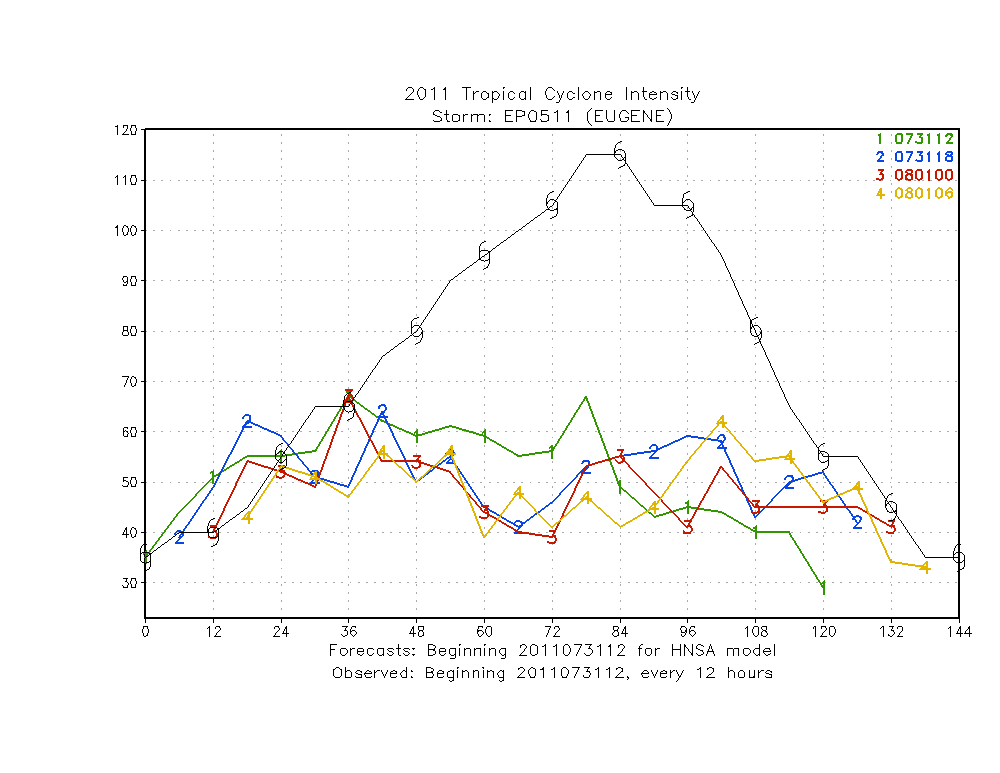 2011 Tropical Cyclone Intensity
Storm: EP0511 (EUGENE)
1 073112
2 073118
3 080100
4 080106
120
110
100
90
80
70
60
50
40
30
0 12 24 36 48 60 72 84 96 108 120 132 144
Forecasts: Beginning 2011073112 for HNSA model
Observed: Beginning 2011073112, every 12 hours